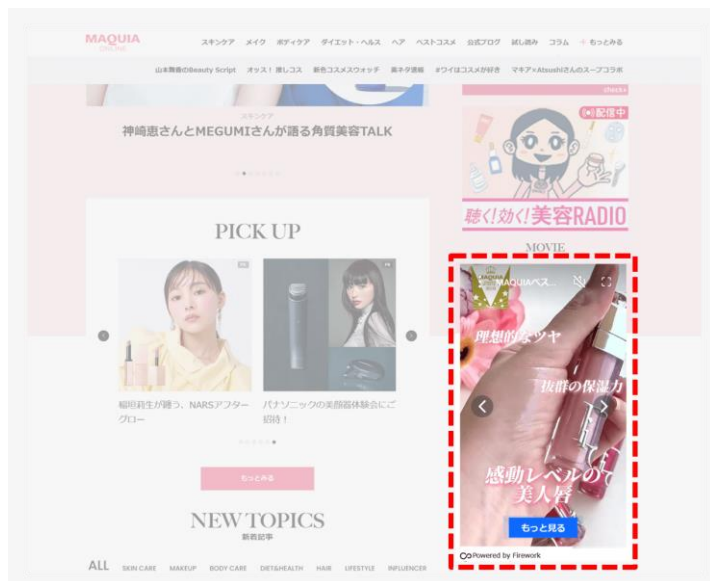 MAQUIA
ONLINE
スキンケア メイク ボディケア ダイエット・ヘルス ヘア ベストコスメ 公式ブログ 試し読み コラム + もっとみる
山本舞香のBeauty Script オッス！推しコス 新色コスメスウォッチ 美ネタ速報 #ワイはコスメが好き マキア×Atsushiさんのスープコラボ
check
スキンケア
神崎恵さんとMEGUMIさんが語る角質美容TALK
配信中
聴く!効く!美容RADIO
PICK UP
MOVIE
MAQUIAベス...
理想的なツヤ
抜群の保湿力
稲垣莉生が纏う、NARSアフターグロー
パナソニックの美顔器体験会にご招待！
感動レベルの
美人唇
もっと見る
もっとみる
Powered by Firework
NEW TOPICS
新着記事
ALL SKIN CARE MAKEUP BODY CARE DIET&HEALTH HAIR LIFESTYLE INFLUENCER